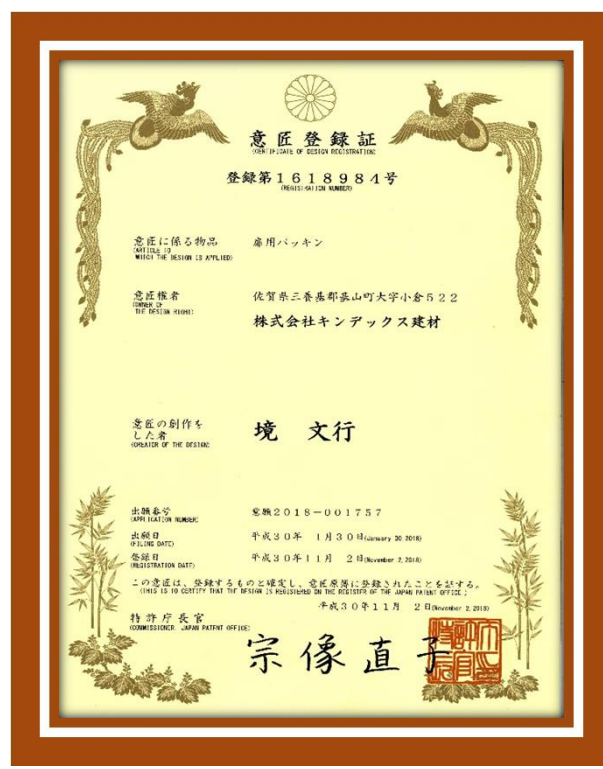 意匠登録証
(CERTIFICATE OF DESIGN REGISTRATION)
登録第1618984号
(REGISTRATION NUMBER)
意匠に係る物品
(ARTICLE TO
WHICH THE DESIGN IS APPLIED)
扉用パッキン
意匠権者
(OWNER OF
THE DESIGN RIGHT)
佐賀県三養基郡基山町大字小倉522
株式会社キンデックス建材
意匠の創作を
した者
(CREATOR OF THE DESIGN)
境 文行
出願番号
(APPLICATION NUMBER)
意願2018-001757
出願日
(FILING DATE)
平成30年 1月30日(January 30,2018)
登録日
(REGISTRATION DATE)
平成30年11月 2日(November 2,2018)
この意匠は、登録するものと確定し、意匠原簿に登録されたことを証する。
(THIS IS TO CERTIFY THAT THE DESIGN IS REGISTERED ON THE REGISTER OF THE JAPAN PATENT OFFICE.)
平成30年11月 2日(November 2,2018)
特許庁長官
(COMMISSIONER, JAPAN PATENT OFFICE)
宗像直子